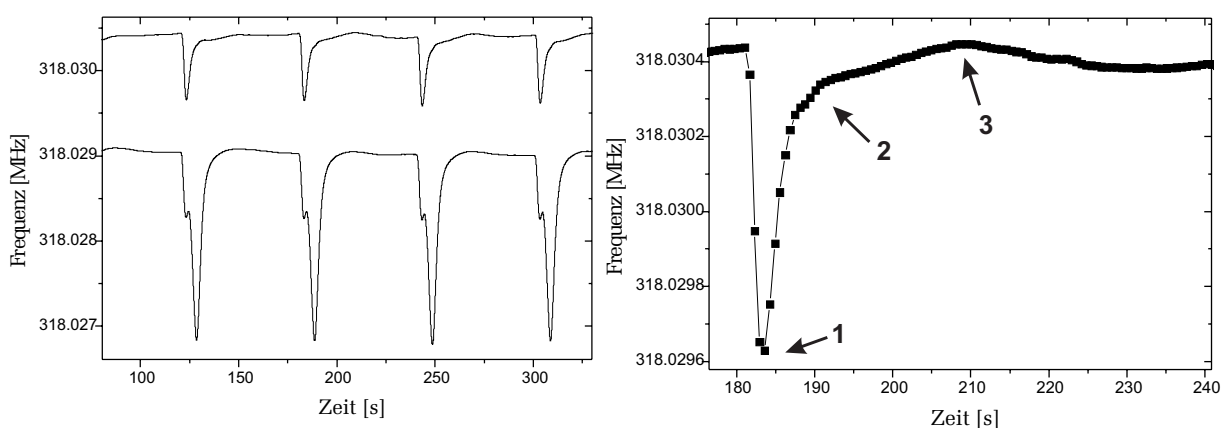 Frequenz [MHz]
318.030
318.029
318.028
318.027
100 150 200 250 300
Zeit [s]
Frequenz [MHz]
318.0304
318.0302
318.0300
318.0298
318.0296
1
2
3
180 190 200 210 220 230 240
Zeit [s]